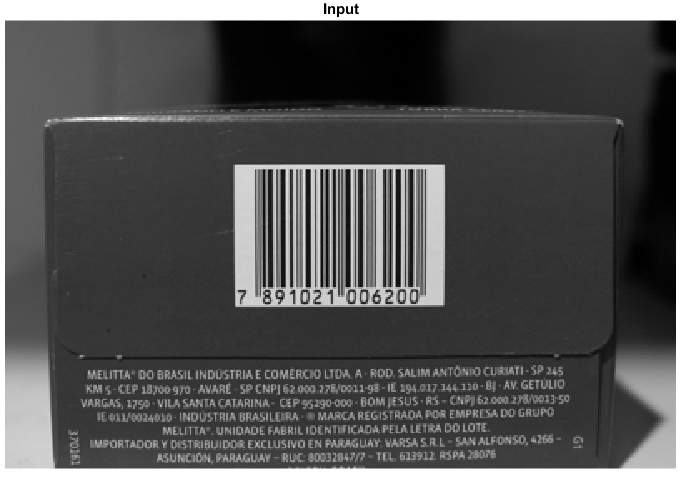 Input
7 891021 006200
MELITTA® DO BRASIL INDÚSTRIA E COMÉRCIO LTDA. A · ROD. SALIM ANTÔNIO CURIATI · SP 245
KM 5 · CEP 18700-970 · AVARÉ · SP CNPJ 62.000.278/0011-98 · IE 194.017.144.110 · BJ · AV. GETÚLIO
VARGAS, 1750 · VILA SANTA CATARINA - CEP 95290-000 · BOM JESUS · RS - CNPJ 62.000.278/0013-50
IE 011/0024010 · INDÚSTRIA BRASILEIRA · ® MARCA REGISTRADA POR EMPRESA DO GRUPO
MELITTA®. UNIDADE FABRIL IDENTIFICADA PELA LETRA DO LOTE.
IMPORTADOR Y DISTRIBUIDOR EXCLUSIVO EN PARAGUAY: VARSA S.R.L - SAN ALFONSO, 4266 -
ASUNCIÓN, PARAGUAY - RUC: 80032847/7 - TEL. 613912. RSPA 28076
370161
G1